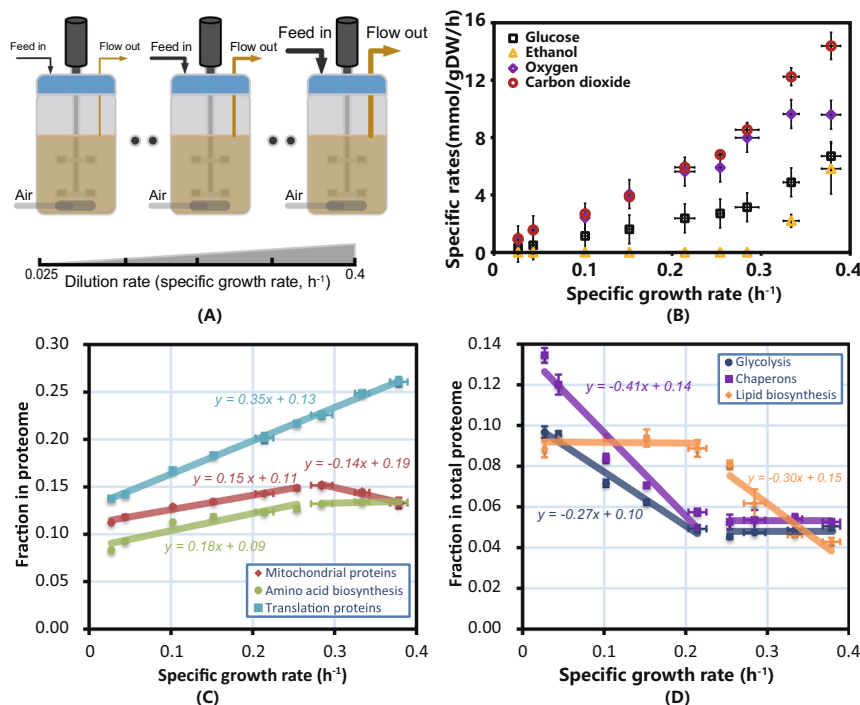 (A)
Feed in
Flow out
Feed in
Flow out
Feed in
Flow out
Air
Air
Air
0.025
0.4
Dilution rate (specific growth rate, h⁻¹)
(B)
Specific rates(mmol/gDW/h)
12
8
4
0
Glucose
Ethanol
Oxygen
Carbon dioxide
0
0.1
0.2
0.3
0.4
Specific growth rate (h⁻¹)
(A)
(B)
Fraction in proteome
0.30
0.25
0.20
0.15
0.10
0.05
0.00
y = 0.35x + 0.13
y = 0.15 x + 0.11
y = -0.14x + 0.19
y = 0.18x + 0.09
Mitochondrial proteins
Amino acid biosynthesis
Translation proteins
0
0.1
0.2
0.3
0.4
Specific growth rate (h⁻¹)
(C)
Fraction in total proteome
0.14
0.12
0.10
0.08
0.06
0.04
0.02
0.00
Glycolysis
Chaperons
Lipid biosynthesis
y = -0.41x + 0.14
y = -0.30x + 0.15
y = -0.27x + 0.10
0
0.1
0.2
0.3
0.4
Specific growth rate (h⁻¹)
(D)